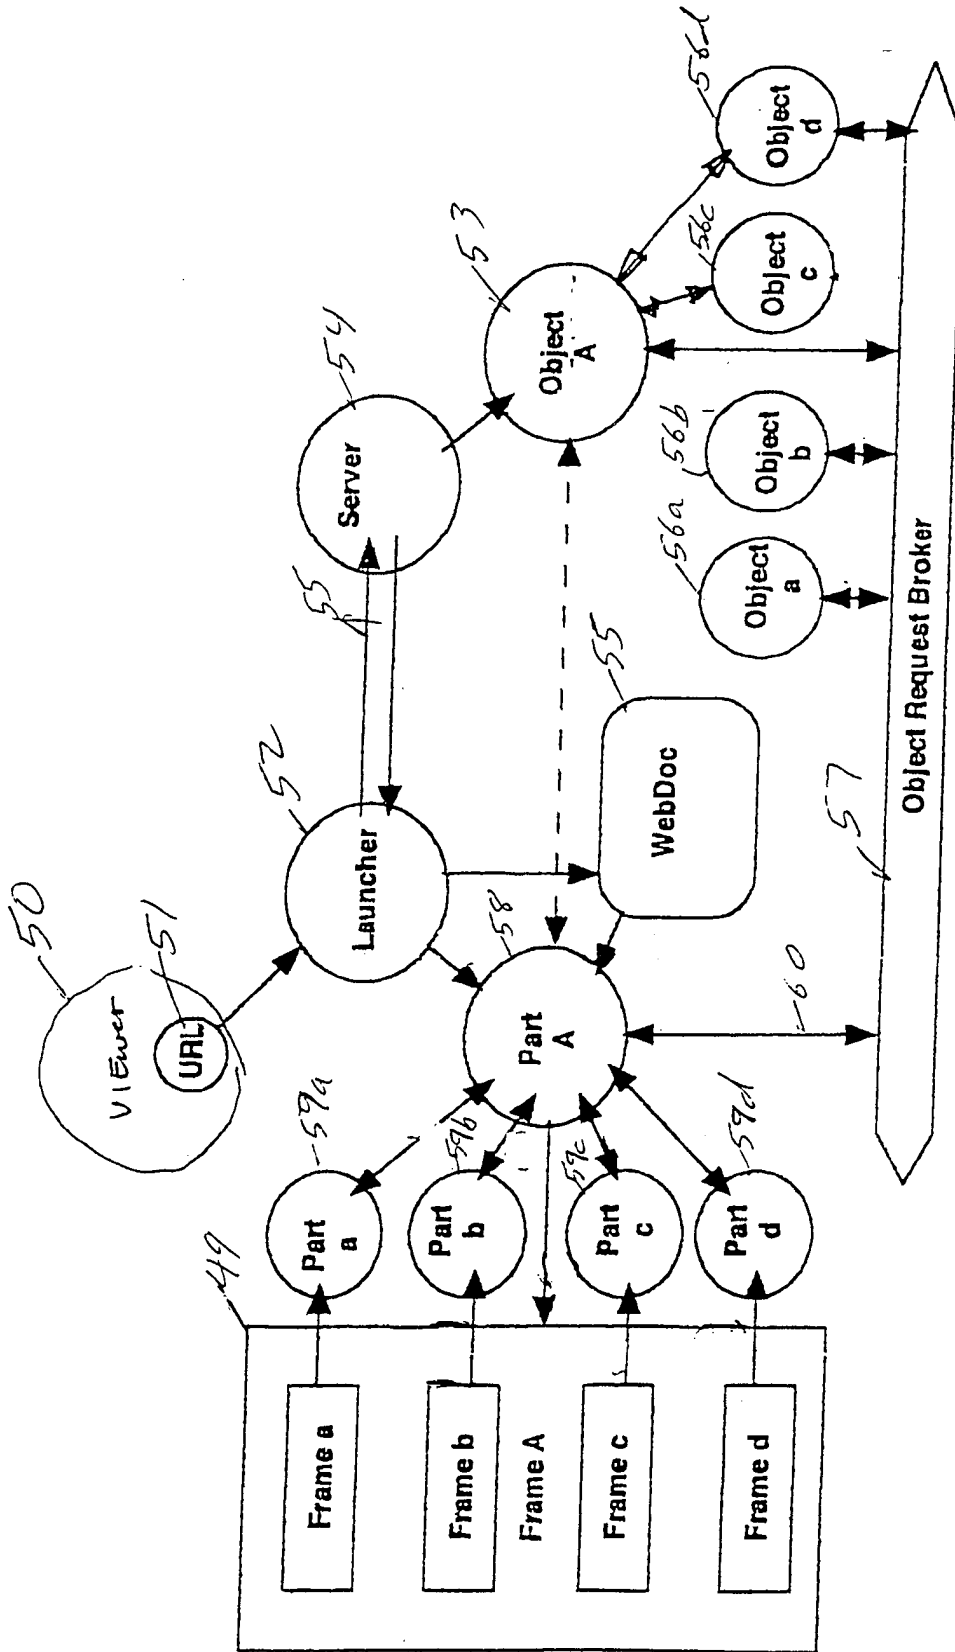 50
VIEwer
51
URL
52
Launcher
55
54
Server
53
Object
A
49
59a
Part
a
59b
Part
b
59c
Part
c
59d
Part
d
58
Part
A
55
WebDoc
56a
Object
a
56b
Object
b
56c
Object
c
56d
Object
d
Frame a
Frame b
Frame A
Frame c
Frame d
60
57
Object Request Broker